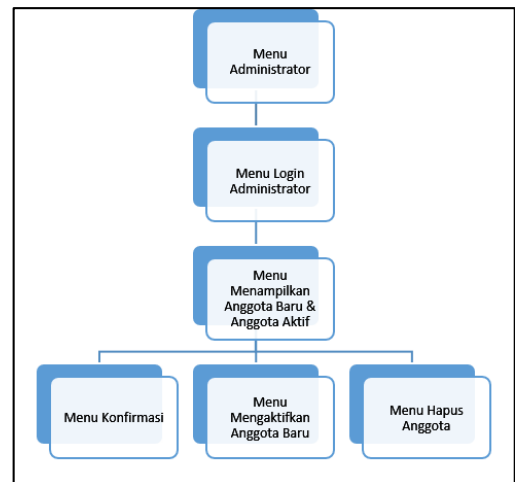 Menu
Administrator
Menu Login
Administrator
Menu
Menampilkan
Anggota Baru &
Anggota Aktif
Menu Konfirmasi
Menu
Mengaktifkan
Anggota Baru
Menu Hapus
Anggota